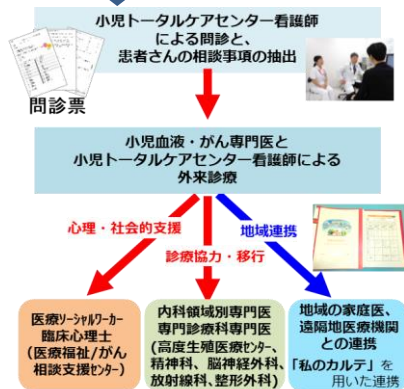 小児トータルケアセンター看護師
による問診と、
患者さんの相談事項の抽出
問診票
小児血液・がん専門医と
小児トータルケアセンター看護師による
外来診療
心理・社会的支援
地域連携
診療協力・移行
医療ソーシャルワーカー
臨床心理士
(医療福祉/がん
相談支援センター)
内科領域別専門医
専門診療科専門医
(高度生殖医療センター、
精神科、脳神経外科、
放射線科、整形外科)
地域の家庭医、
遠隔地医療機関
との連携
「私のカルテ」を
用いた連携